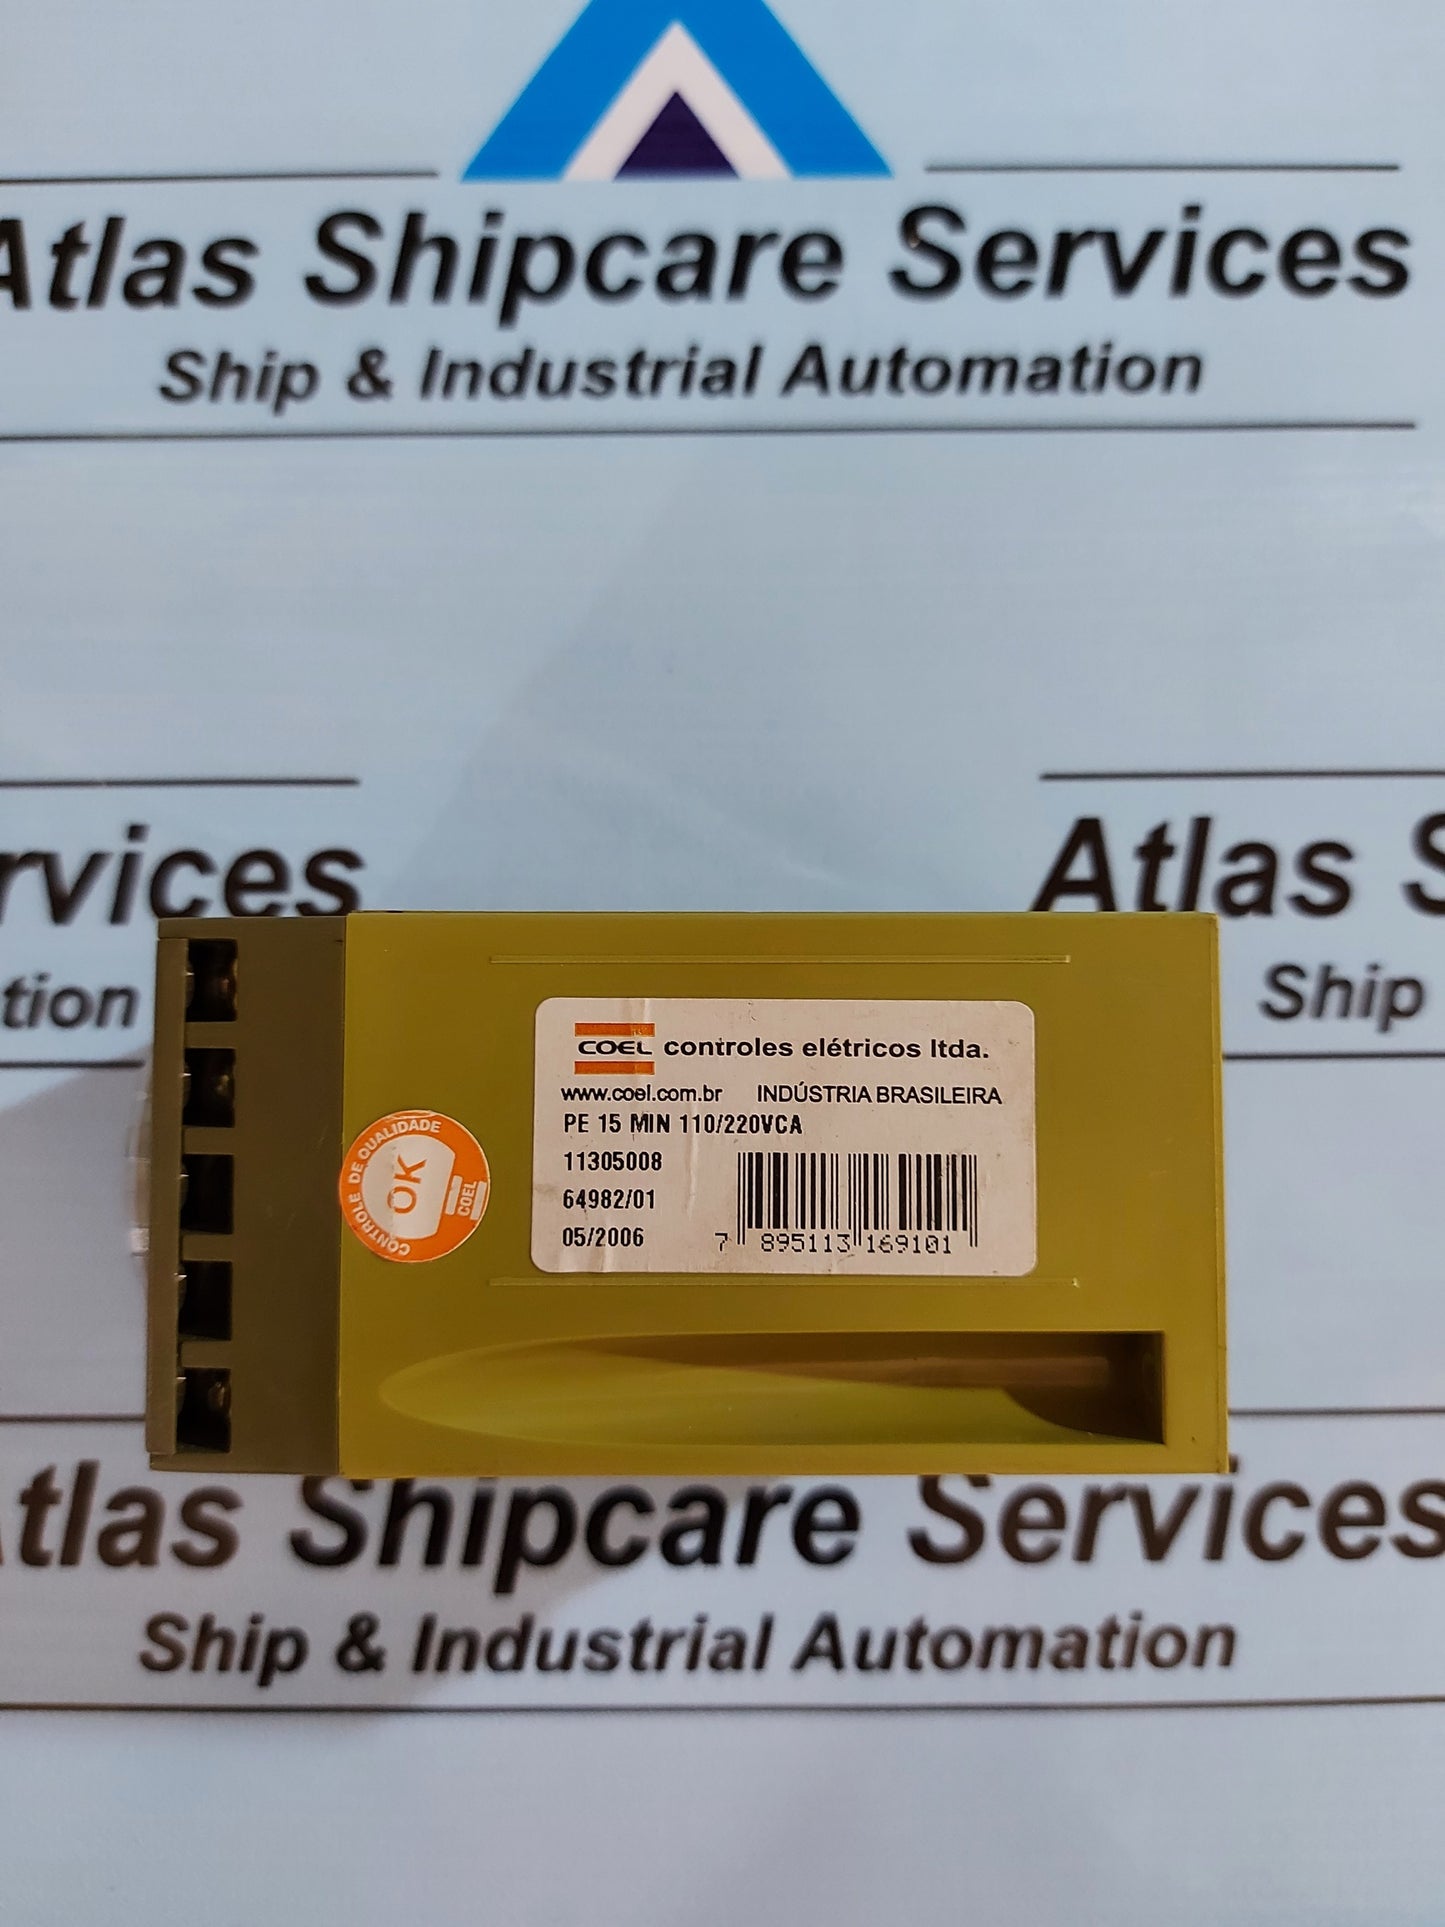 Atlas Shipcare Services
Ship & Industrial Automation
rvices
tion
Atlas S
Ship
COEL controles elétricos ltda.
www.coel.com.br INDÚSTRIA BRASILEIRA
PE 15 MIN 110/220VCA
11305008
64982/01
05/2006
7 895113 169101
CONTROLE DE QUALIDADE
OK
COEL
tlas Shipcare Services
Ship & Industrial Automation